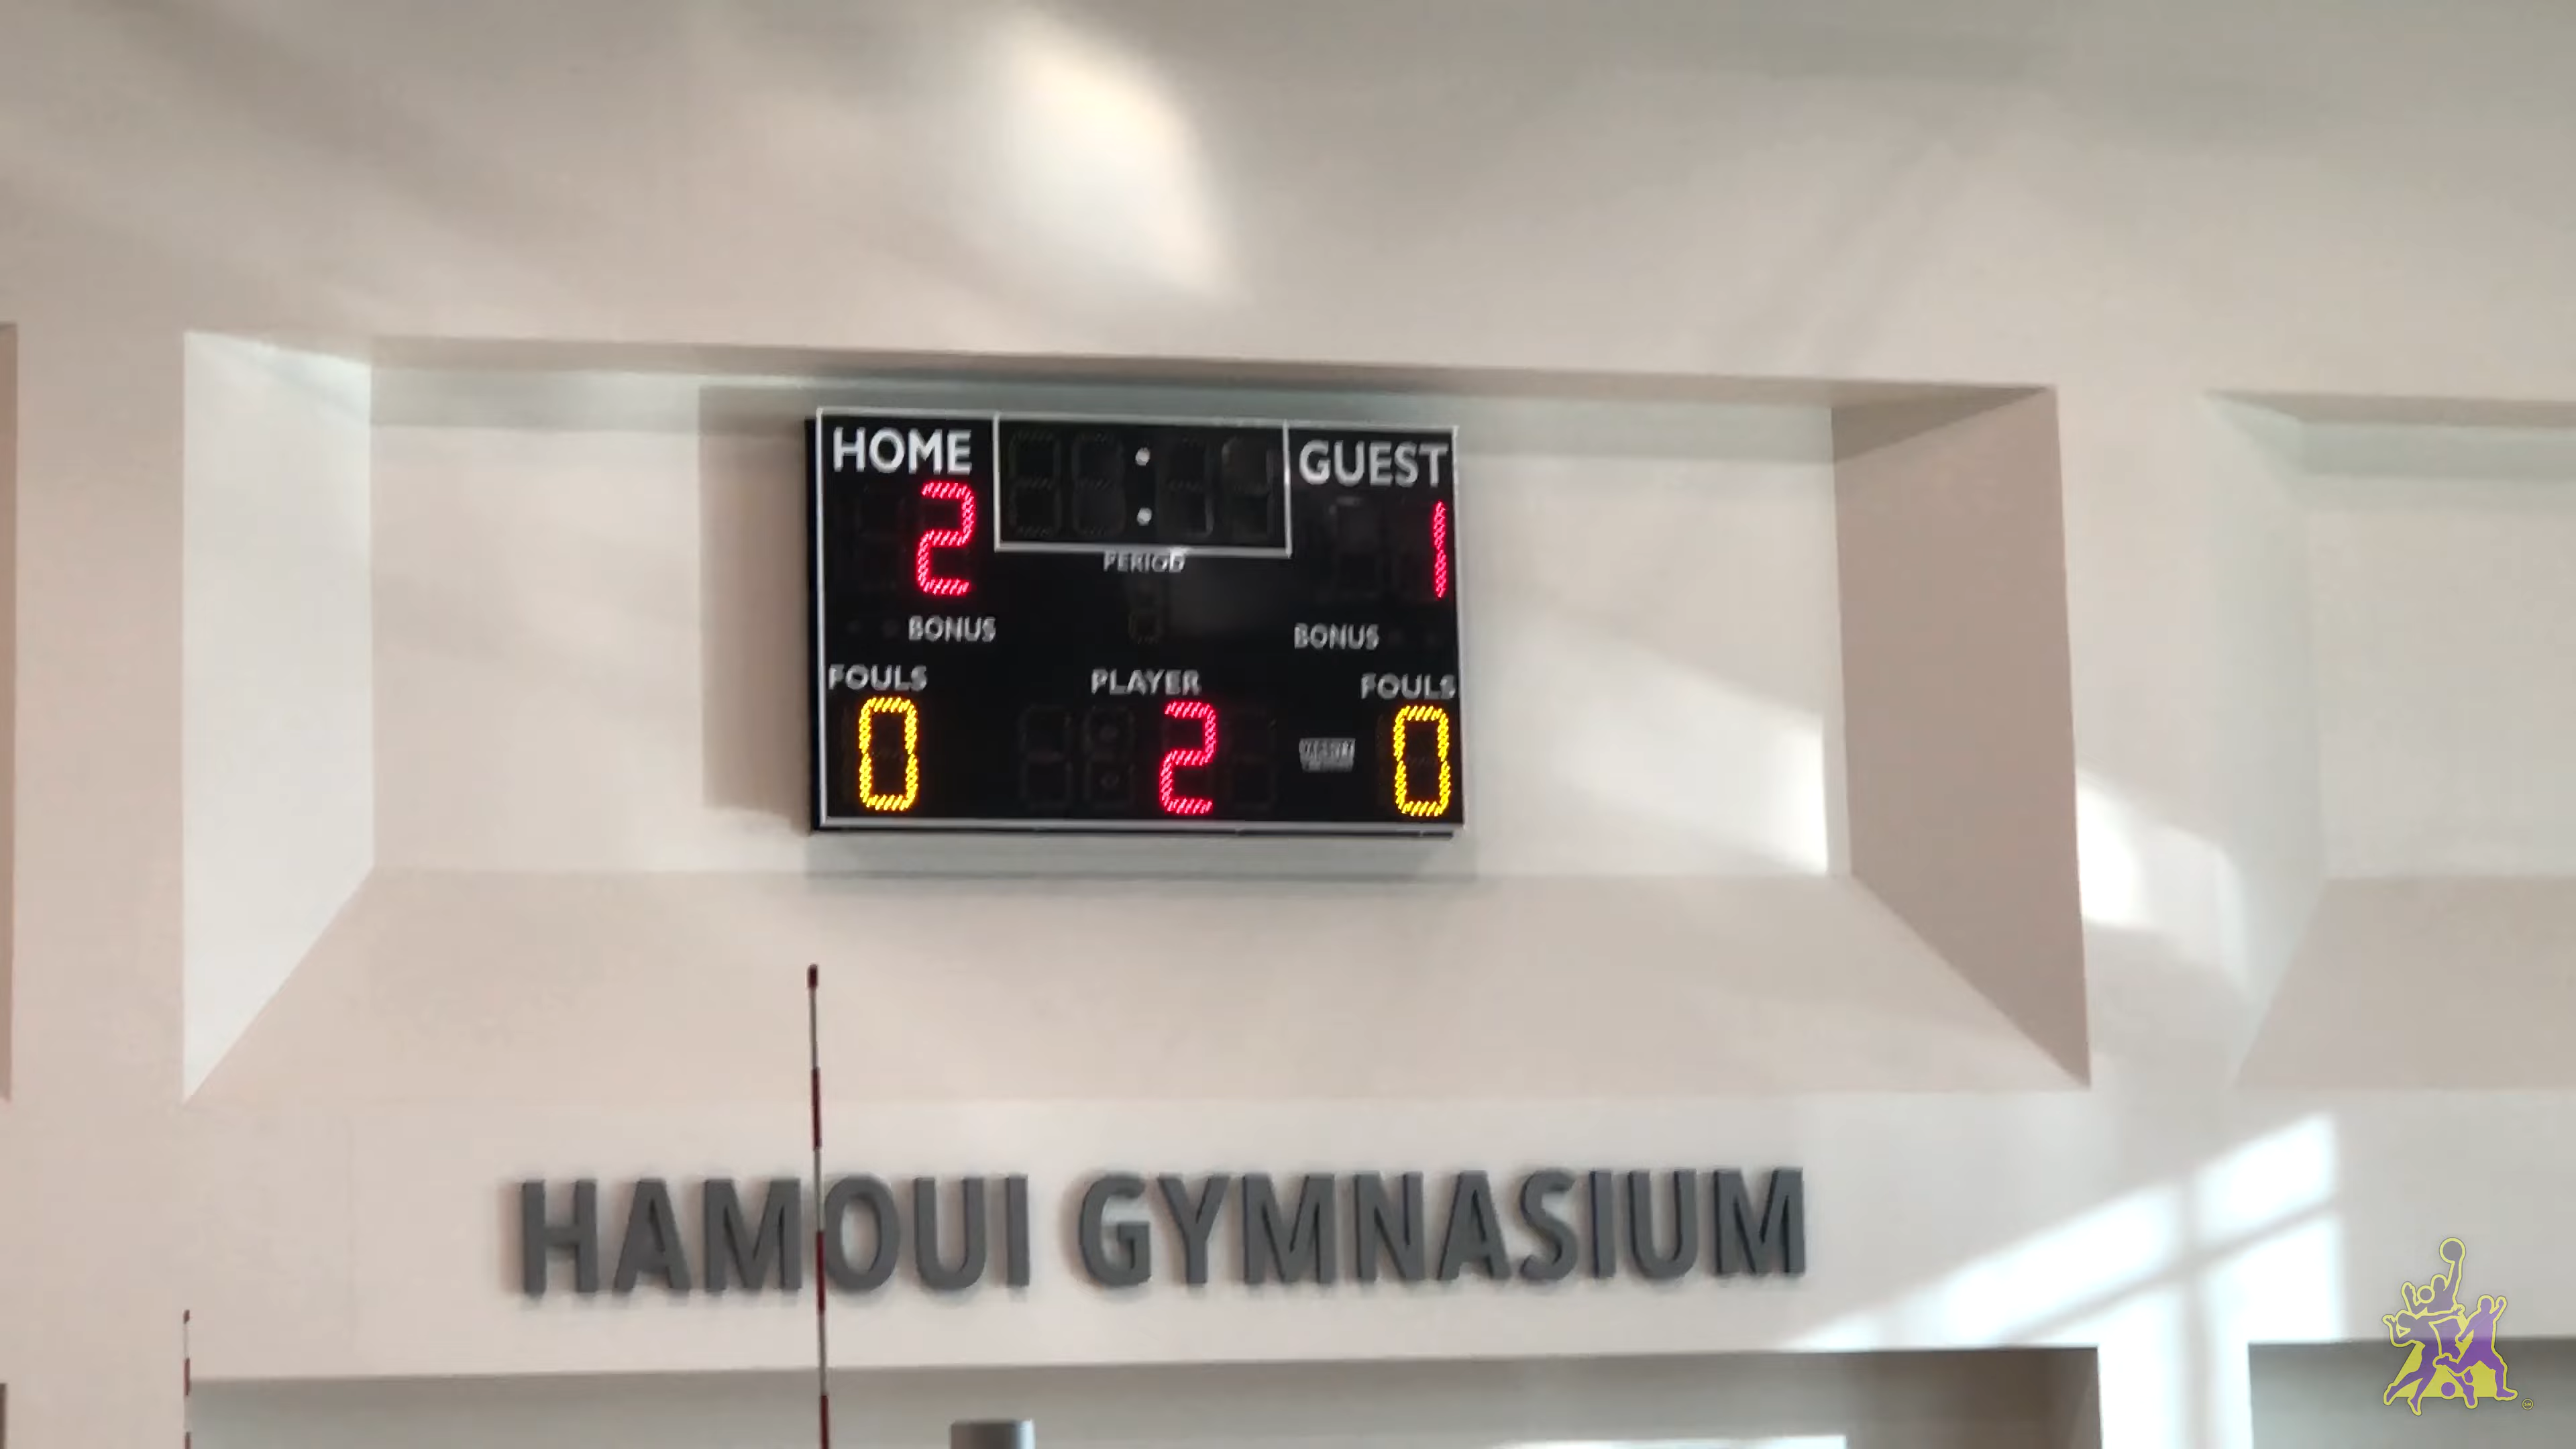 HOME GUEST
2 1
PERIOD
BONUS BONUS
FOULS PLAYER FOULS
0 2 0
HAMOUI GYMNASIUM